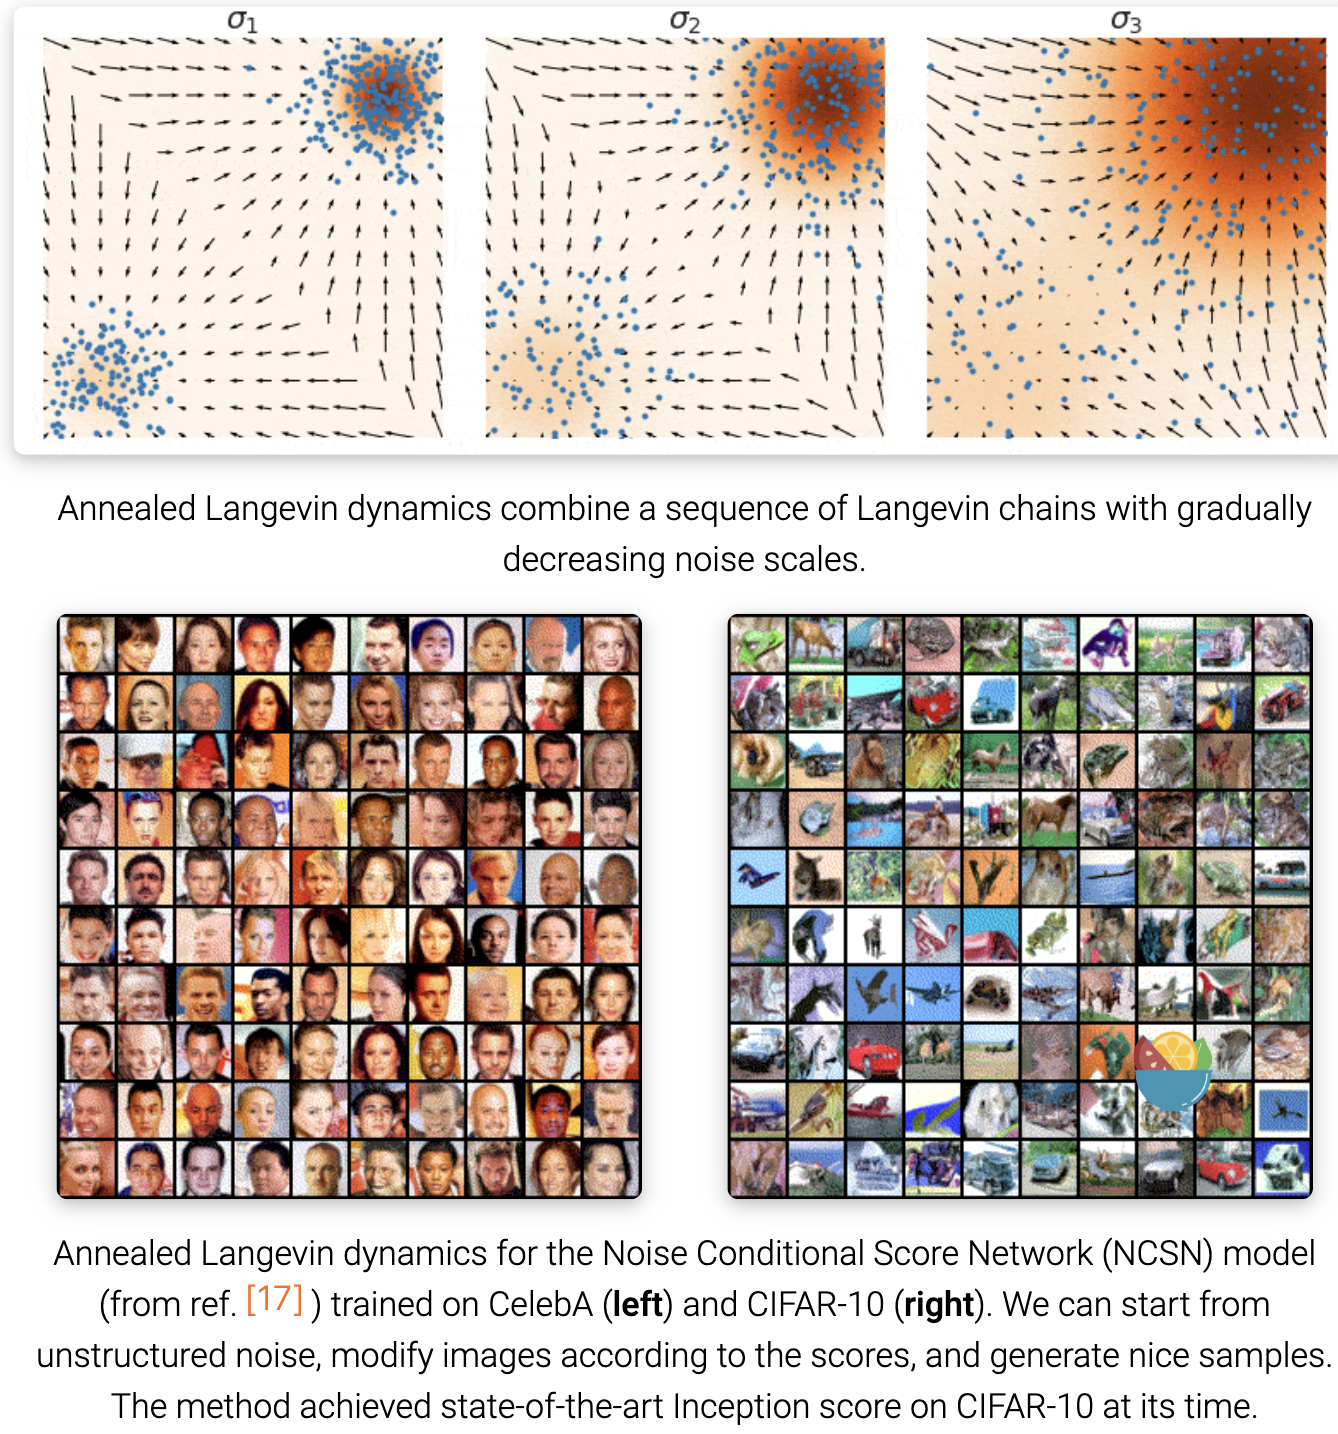 σ1 σ2 σ3
Annealed Langevin dynamics combine a sequence of Langevin chains with gradually
decreasing noise scales.
Annealed Langevin dynamics for the Noise Conditional Score Network (NCSN) model
(from ref. [17] ) trained on CelebA (left) and CIFAR-10 (right). We can start from
unstructured noise, modify images according to the scores, and generate nice samples.
The method achieved state-of-the-art Inception score on CIFAR-10 at its time.